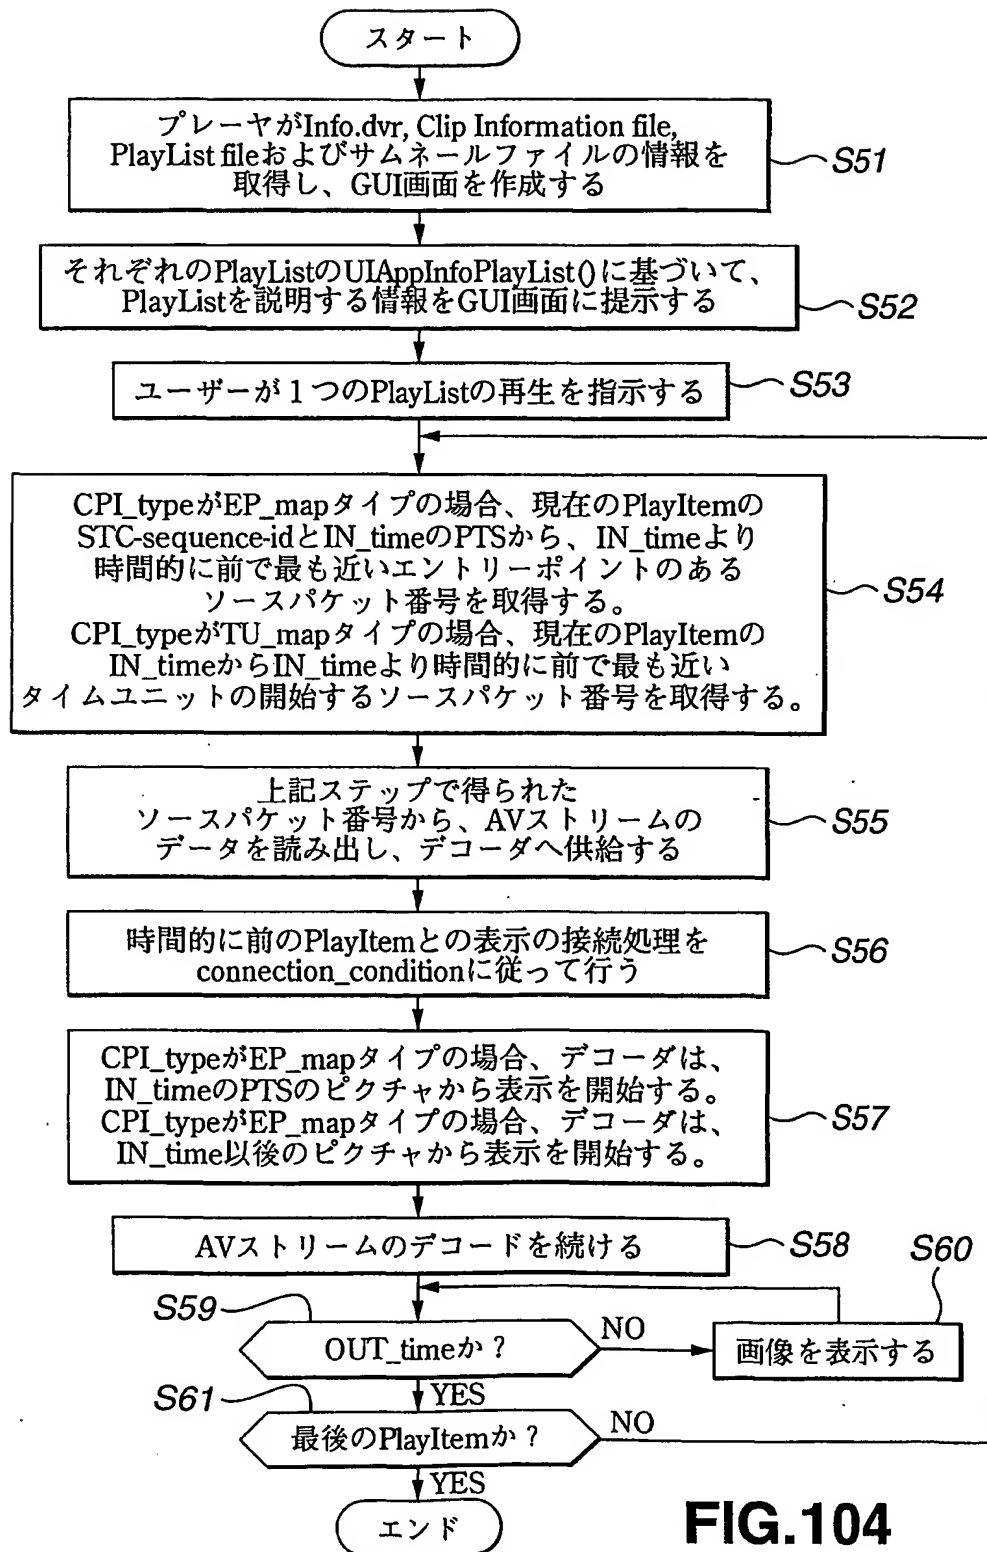 スタート
プレーヤがInfo.dvr, Clip Information file,
PlayList fileおよびサムネールファイルの情報を
取得し、GUI画面を作成する
S51
それぞれのPlayListのUIAppInfoPlayList()に基づいて、
PlayListを説明する情報をGUI画面に提示する
S52
ユーザーが1つのPlayListの再生を指示する
S53
CPI_typeがEP_mapタイプの場合、現在のPlayItemの
STC-sequence-idとIN_timeのPTSから、IN_timeより
時間的に前で最も近いエントリーポイントのある
ソースパケット番号を取得する。
CPI_typeがTU_mapタイプの場合、現在のPlayItemの
IN_timeからIN_timeより時間的に前で最も近い
タイムユニットの開始するソースパケット番号を取得する。
S54
上記ステップで得られた
ソースパケット番号から、AVストリームの
データを読み出し、デコーダへ供給する
S55
時間的に前のPlayItemとの表示の接続処理を
connection_conditionに従って行う
S56
CPI_typeがEP_mapタイプの場合、デコーダは、
IN_timeのPTSのピクチャから表示を開始する。
CPI_typeがEP_mapタイプの場合、デコーダは、
IN_time以後のピクチャから表示を開始する。
S57
AVストリームのデコードを続ける
S58
S59
OUT_timeか？
NO
S60
画像を表示する
YES
S61
最後のPlayItemか？
NO
YES
エンド
FIG.104